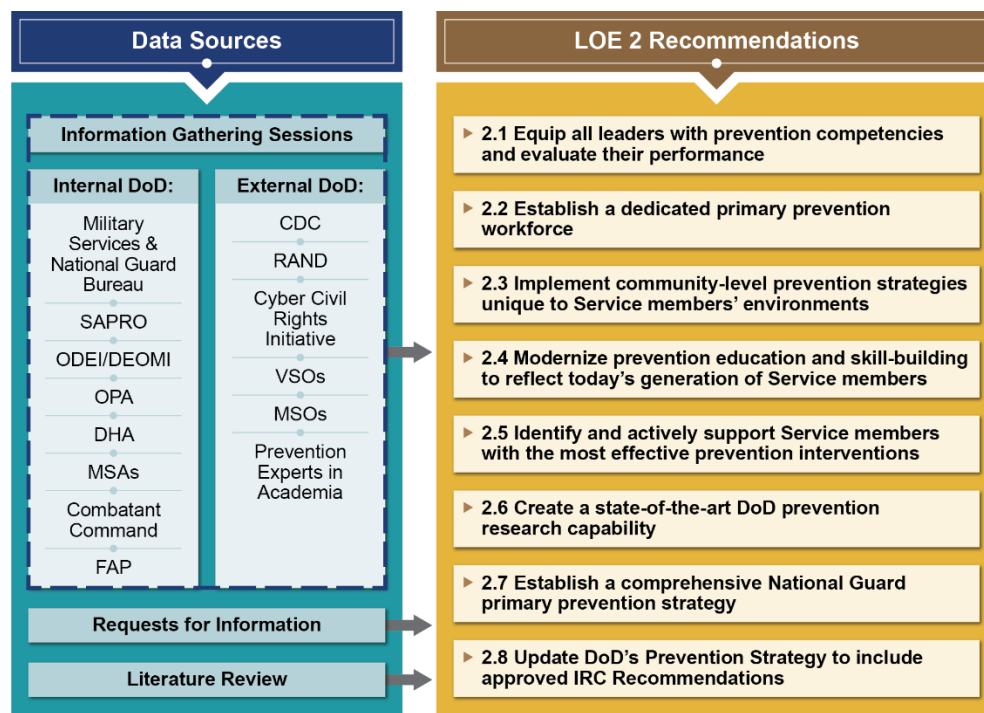 Data Sources
Information Gathering Sessions
Internal DoD:
Military
Services &
National Guard
Bureau
SAPRO
ODEI/DEOMI
OPA
DHA
MSAs
Combatant
Command
FAP
External DoD:
CDC
RAND
Cyber Civil
Rights
Initiative
VSOs
MSOs
Prevention
Experts in
Academia
Requests for Information
Literature Review
LOE 2 Recommendations
2.1 Equip all leaders with prevention competencies
and evaluate their performance
2.2 Establish a dedicated primary prevention
workforce
2.3 Implement community-level prevention strategies
unique to Service members’ environments
2.4 Modernize prevention education and skill-building
to reflect today’s generation of Service members
2.5 Identify and actively support Service members
with the most effective prevention interventions
2.6 Create a state-of-the-art DoD prevention
research capability
2.7 Establish a comprehensive National Guard
primary prevention strategy
2.8 Update DoD’s Prevention Strategy to include
approved IRC Recommendations